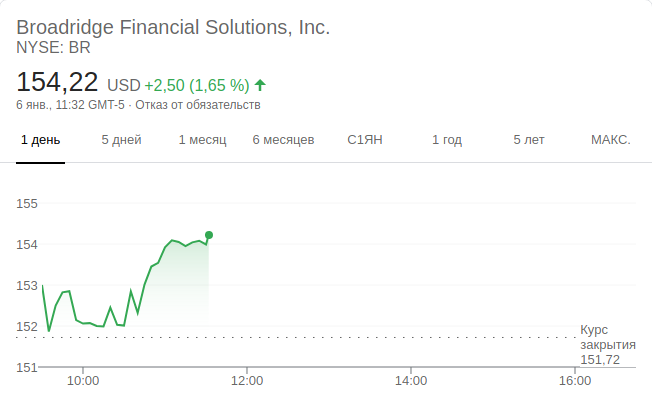 Broadridge Financial Solutions, Inc.
NYSE: BR
154,22 USD +2,50 (1,65 %)
6 янв., 11:32 GMT-5 · Отказ от обязательств
1 день 5 дней 1 месяц 6 месяцев С1ЯН 1 год 5 лет МАКС.
155
154
153
152
Курс
закрытия
151,72
151
10:00 12:00 14:00 16:00